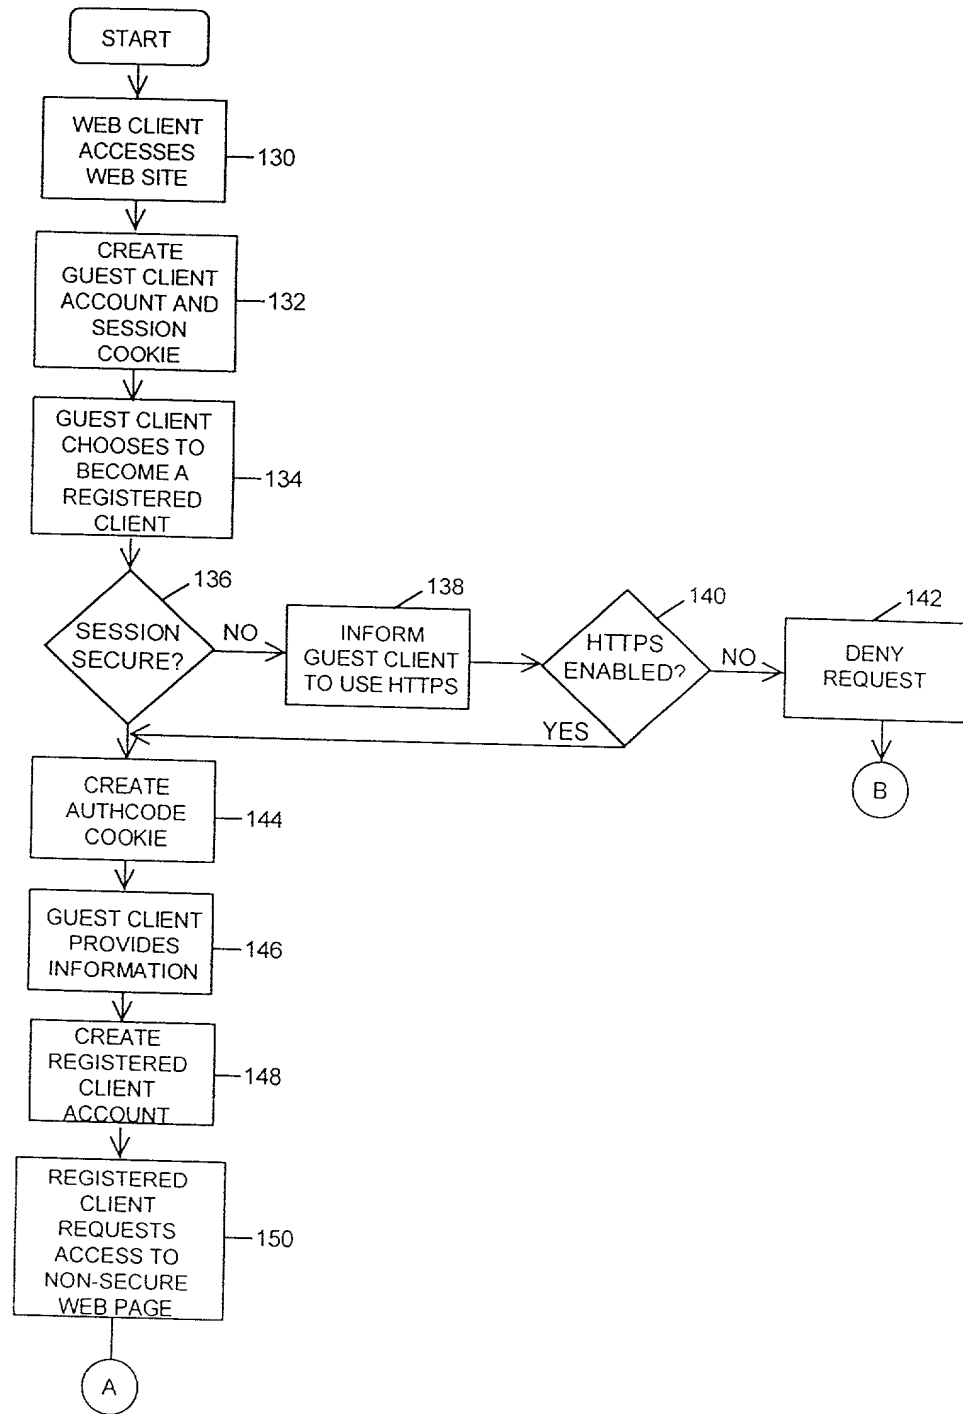 START
WEB CLIENT
ACCESSES
WEB SITE
130
CREATE
GUEST CLIENT
ACCOUNT AND
SESSION
COOKIE
132
GUEST CLIENT
CHOOSES TO
BECOME A
REGISTERED
CLIENT
134
136
SESSION
SECURE?
NO
138
INFORM
GUEST CLIENT
TO USE HTTPS
140
HTTPS
ENABLED?
NO
142
DENY
REQUEST
YES
B
CREATE
AUTHCODE
COOKIE
144
GUEST CLIENT
PROVIDES
INFORMATION
146
CREATE
REGISTERED
CLIENT
ACCOUNT
148
REGISTERED
CLIENT
REQUESTS
ACCESS TO
NON-SECURE
WEB PAGE
150
A